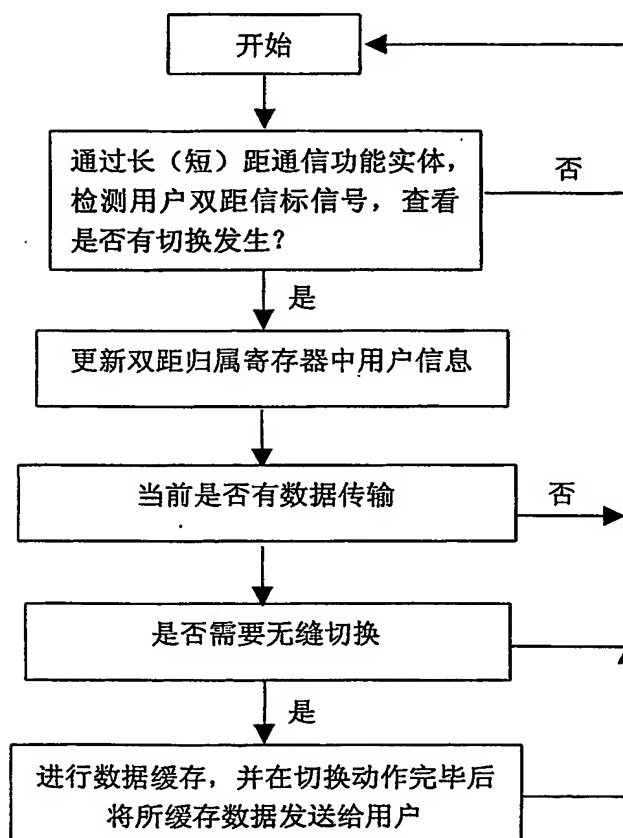 开始
通过长（短）距通信功能实体，
检测用户双距信标信号，查看
是否有切换发生？
否
是
更新双距归属寄存器中用户信息
当前是否有数据传输
否
是否需要无缝切换
是
进行数据缓存，并在切换动作完毕后
将所缓存数据发送给用户